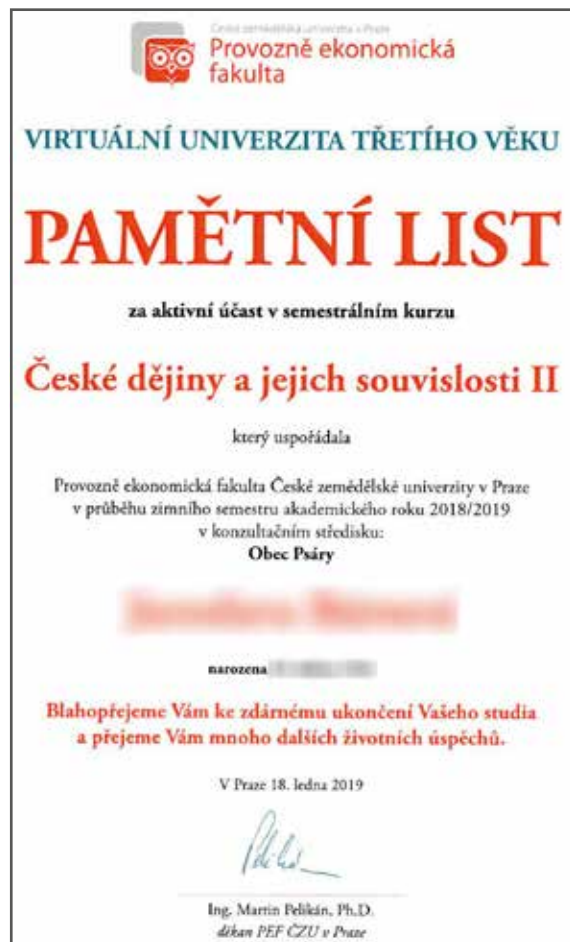 Česká zemědělská univerzita v Praze
Provozně ekonomická
fakulta
VIRTUÁLNÍ UNIVERZITA TŘETÍHO VĚKU
PAMĚTNÍ LIST
za aktivní účast v semestrálním kurzu
České dějiny a jejich souvislosti II
který uspořádala
Provozně ekonomická fakulta České zemědělské univerzity v Praze
v průběhu zimního semestru akademického roku 2018/2019
v konzultačním středisku:
Obec Psáry
narozena
Blahopřejeme Vám ke zdárnému ukončení Vašeho studia
a přejeme Vám mnoho dalších životních úspěchů.
V Praze 18. ledna 2019
Ing. Martin Pelikán, Ph.D.
děkan PEF ČZU v Praze